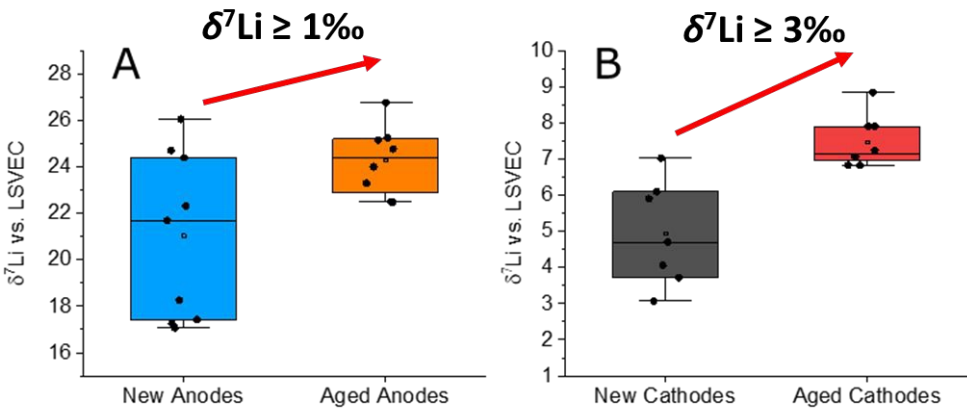 δ⁷Li ≥ 1‰
A
δ⁷Li vs. LSVEC
28
26
24
22
20
18
16
New Anodes
Aged Anodes
δ⁷Li ≥ 3‰
B
δ⁷Li vs. LSVEC
10
9
8
7
6
5
4
3
2
1
New Cathodes
Aged Cathodes